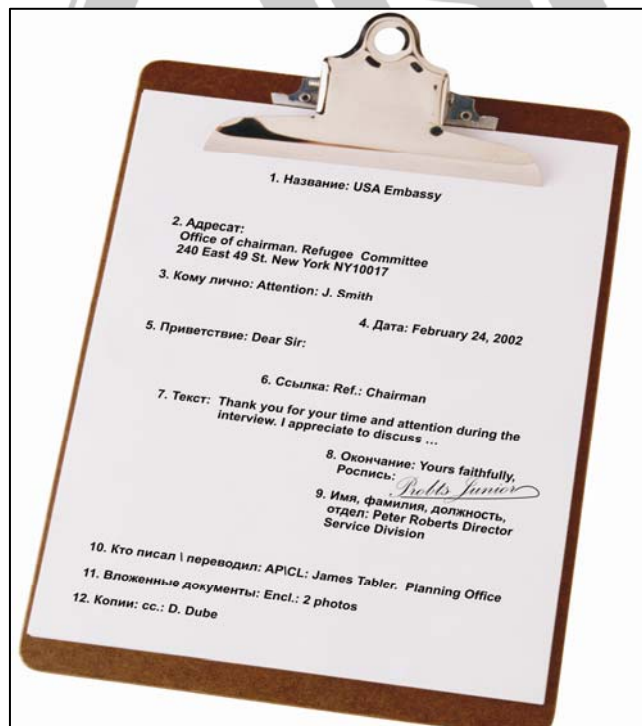 1. Название: USA Embassy
2. Адресат:
Office of chairman. Refugee Committee
240 East 49 St. New York NY10017
3. Кому лично: Attention: J. Smith
4. Дата: February 24, 2002
5. Приветствие: Dear Sir:
6. Ссылка: Ref.: Chairman
7. Текст: Thank you for your time and attention during the
interview. I appreciate to discuss ...
8. Окончание: Yours faithfully,
Роспись:
9. Имя, фамилия, должность,
отдел: Peter Roberts Director
Service Division
10. Кто писал \ переводил: AP\CL: James Tabler. Planning Office
11. Вложенные документы: Encl.: 2 photos
12. Копии: cc.: D. Dube